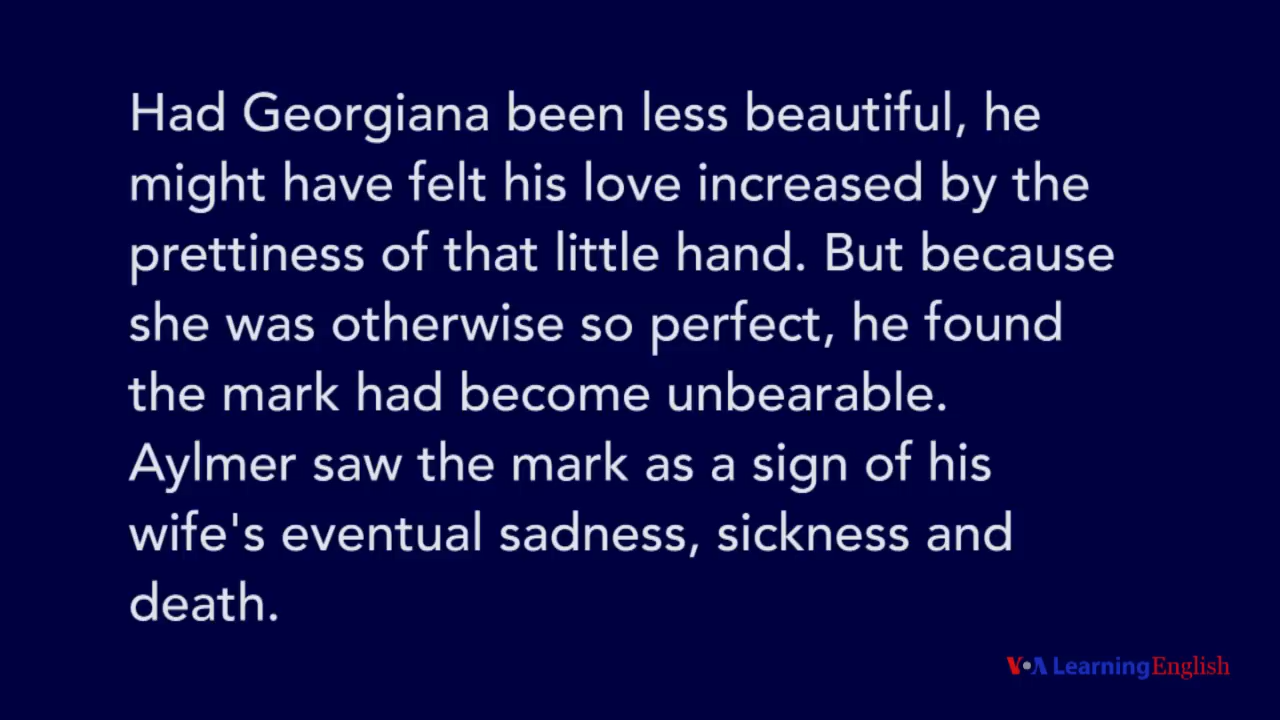 Had Georgiana been less beautiful, he
might have felt his love increased by the
prettiness of that little hand. But because
she was otherwise so perfect, he found
the mark had become unbearable.
Aylmer saw the mark as a sign of his
wife's eventual sadness, sickness and
death.
VOA Learning English